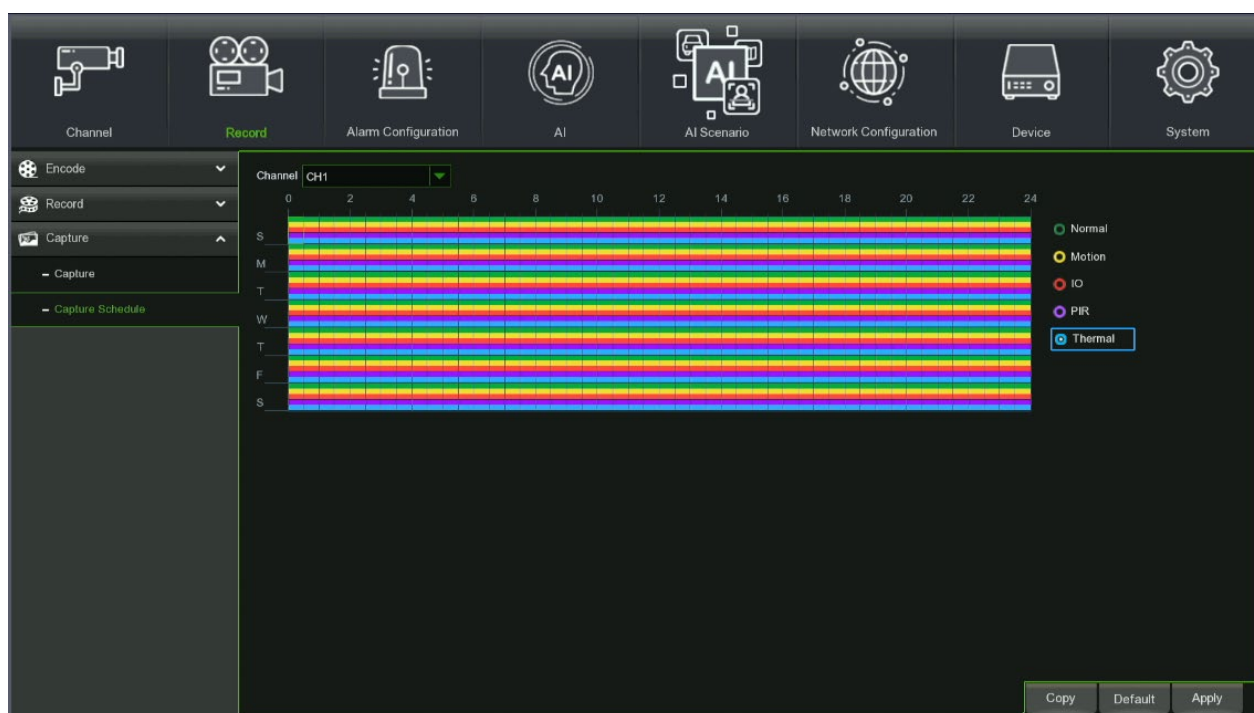 AI
AI
Channel Record Alarm Configuration AI AI Scenario Network Configuration Device System
Encode
Channel CH1
Record
0 2 4 6 8 10 12 14 16 18 20 22 24
Capture
S
Normal
M
Motion
– Capture
T
IO
– Capture Schedule
W
PIR
T
Thermal
F
S
Copy Default Apply